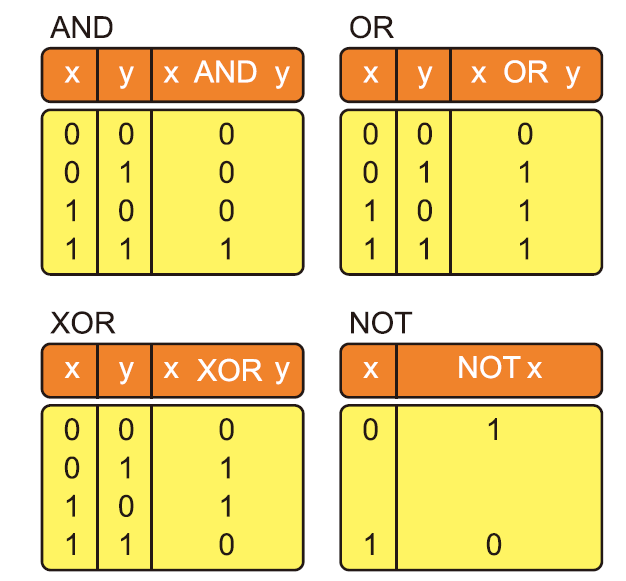 AND
x y x AND y
0 0 0
0 1 0
1 0 0
1 1 1
OR
x y x OR y
0 0 0
0 1 1
1 0 1
1 1 1
XOR
x y x XOR y
0 0 0
0 1 1
1 0 1
1 1 0
NOT
x NOT x
0 1
1 0